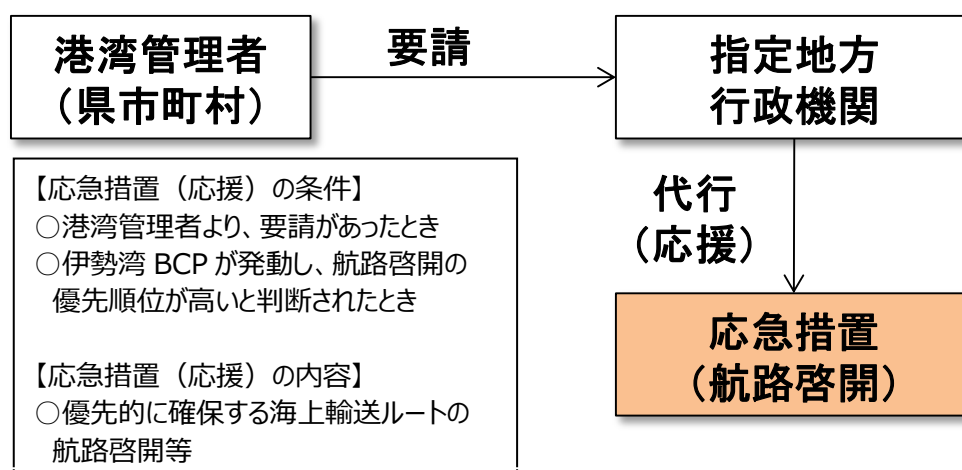 港湾管理者
(県市町村)
要請
指定地方
行政機関
【応急措置（応援）の条件】
○港湾管理者より、要請があったとき
○伊勢湾 BCP が発動し、航路啓開の
優先順位が高いと判断されたとき
【応急措置（応援）の内容】
○優先的に確保する海上輸送ルートの
航路啓開等
代行
(応援)
応急措置
(航路啓開)